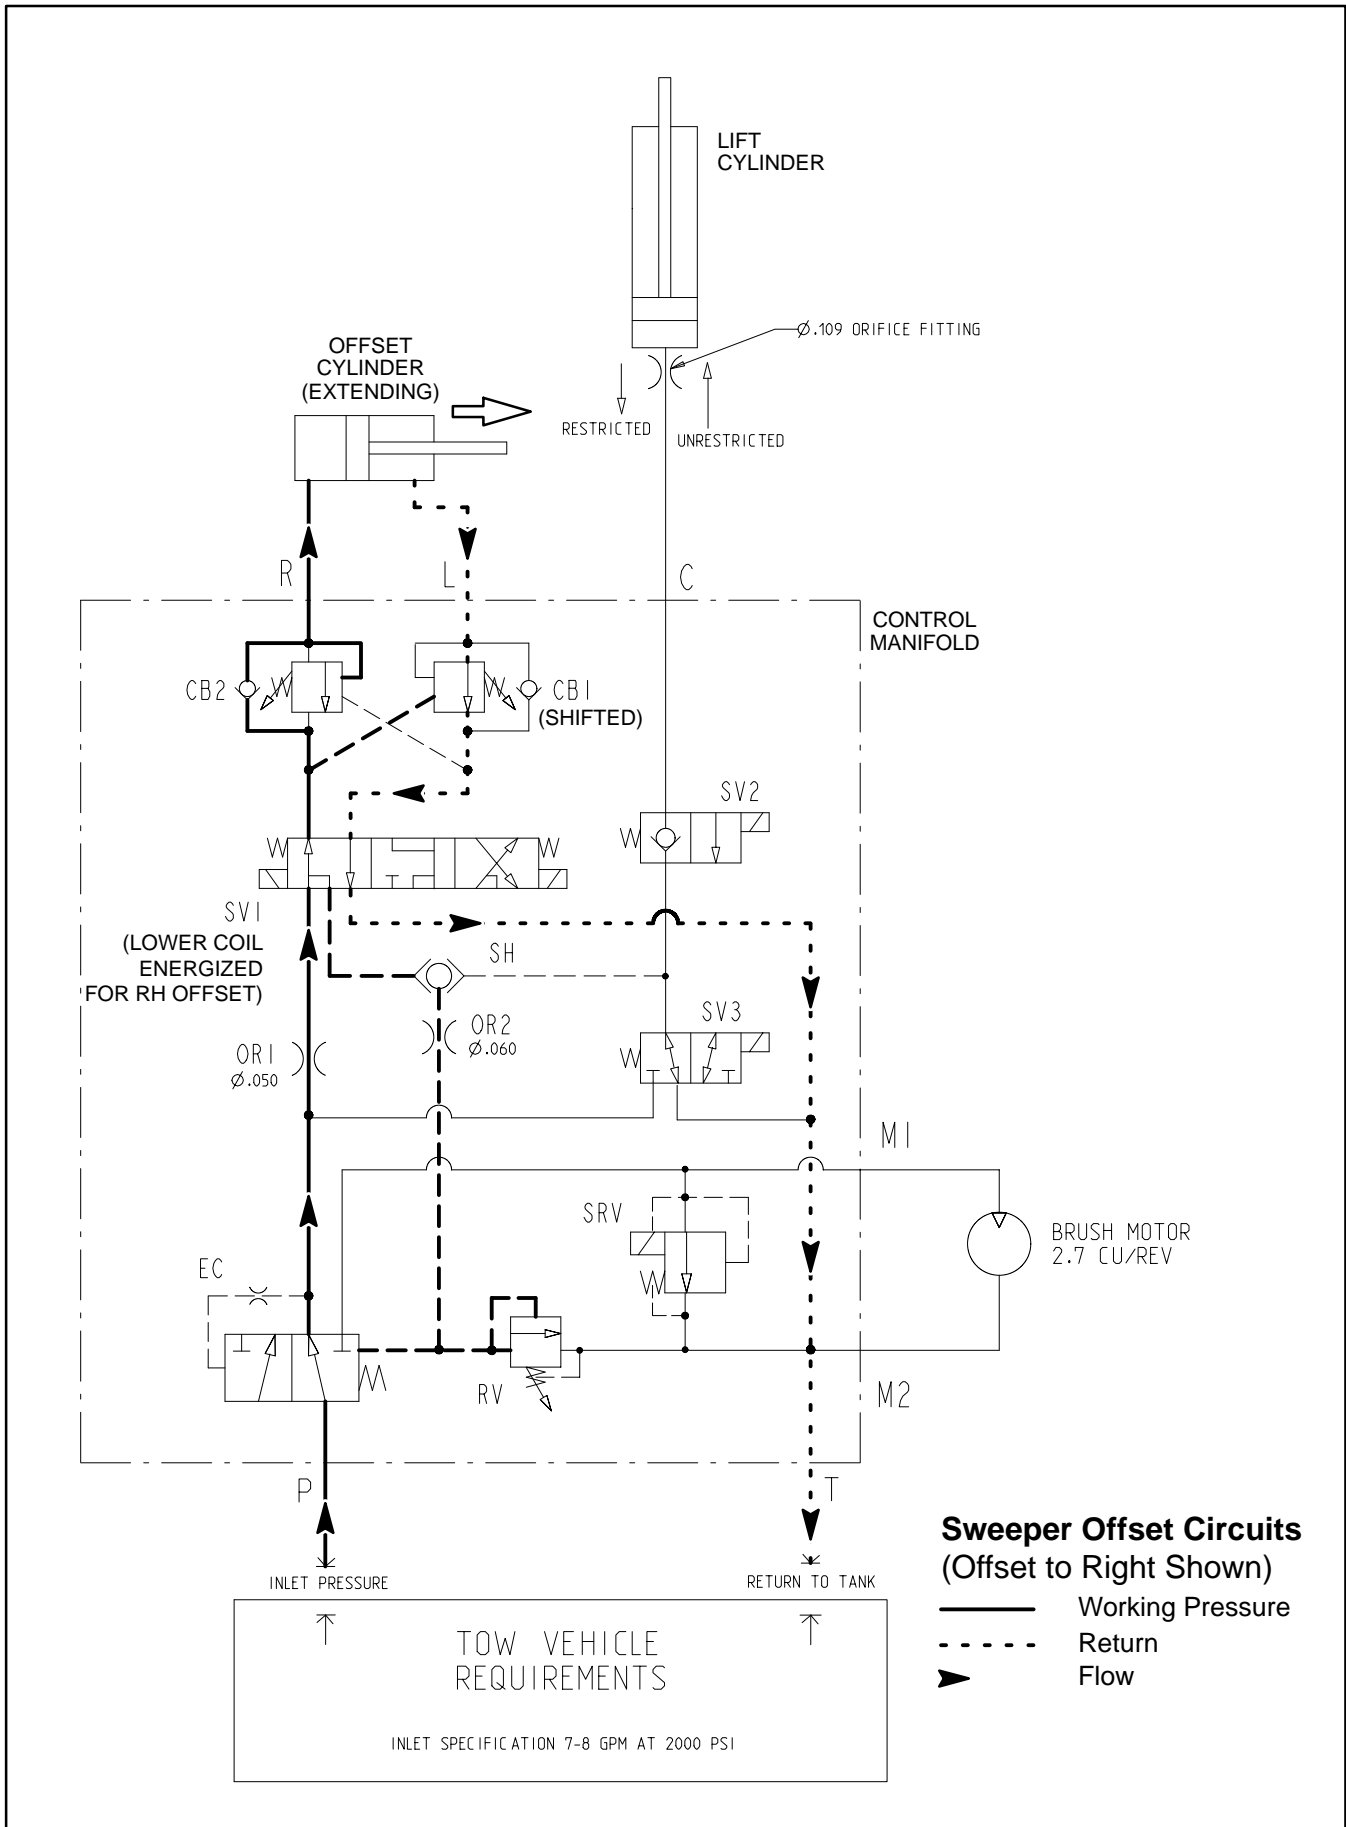 LIFT
CYLINDER
Ø.109 ORIFICE FITTING
OFFSET
CYLINDER
(EXTENDING)
RESTRICTED
UNRESTRICTED
R
L
C
CONTROL
MANIFOLD
CB2
CB1
(SHIFTED)
SV2
SV1
(LOWER COIL
ENERGIZED
FOR RH OFFSET)
SH
SV3
OR2
Ø.060
OR1
Ø.050
M1
SRV
BRUSH MOTOR
2.7 CU/REV
EC
RV
M2
P
T
INLET PRESSURE
RETURN TO TANK
Sweeper Offset Circuits
(Offset to Right Shown)
Working Pressure
Return
Flow
TOW VEHICLE
REQUIREMENTS
INLET SPECIFICATION 7-8 GPM AT 2000 PSI